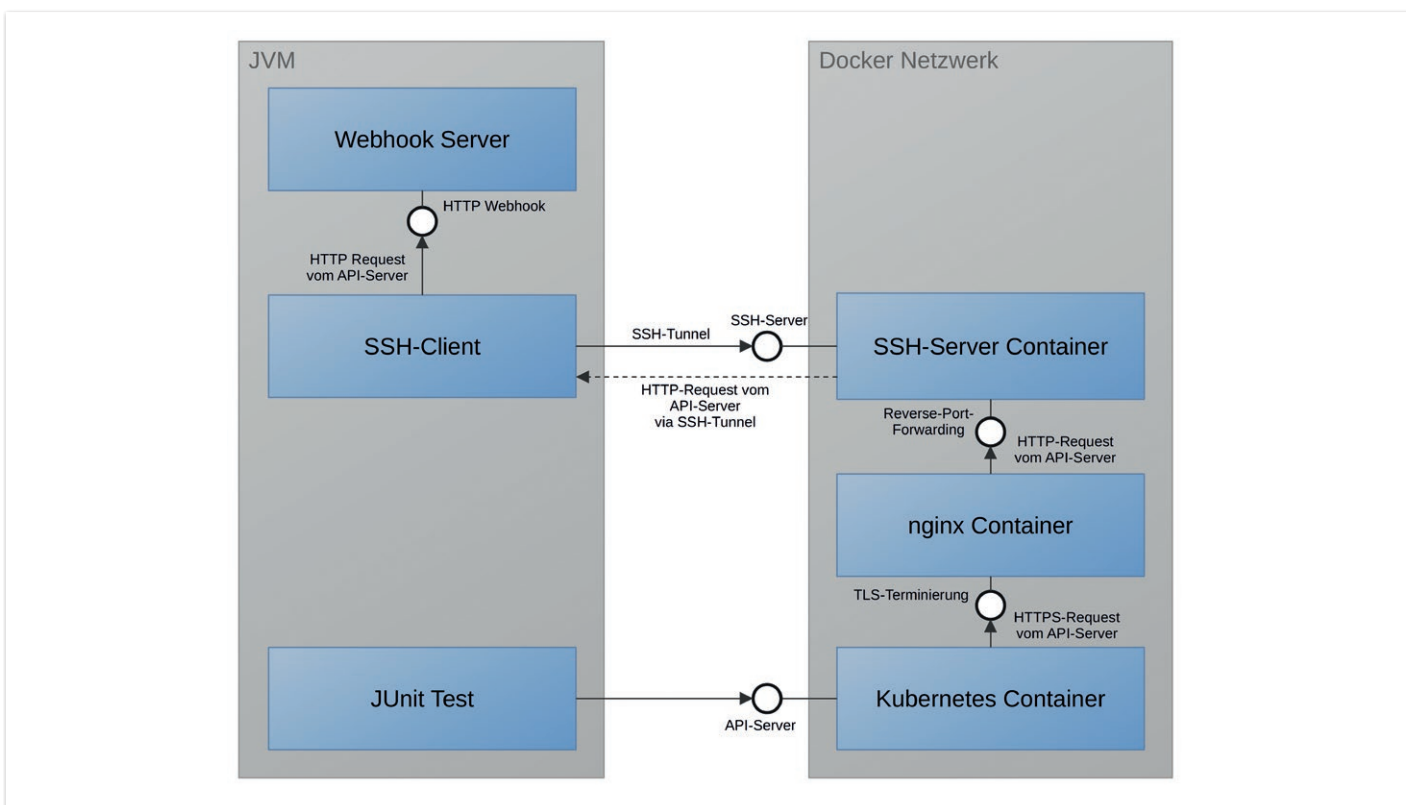 JVM
Docker Netzwerk
Webhook Server
HTTP Webhook
HTTP Request
vom API-Server
SSH-Client
SSH-Tunnel
SSH-Server
SSH-Server Container
HTTP-Request vom
API-Server
via SSH-Tunnel
Reverse-Port-
Forwarding
HTTP-Request
vom API-Server
nginx Container
TLS-Terminierung
HTTPS-Request
vom API-Server
JUnit Test
API-Server
Kubernetes Container